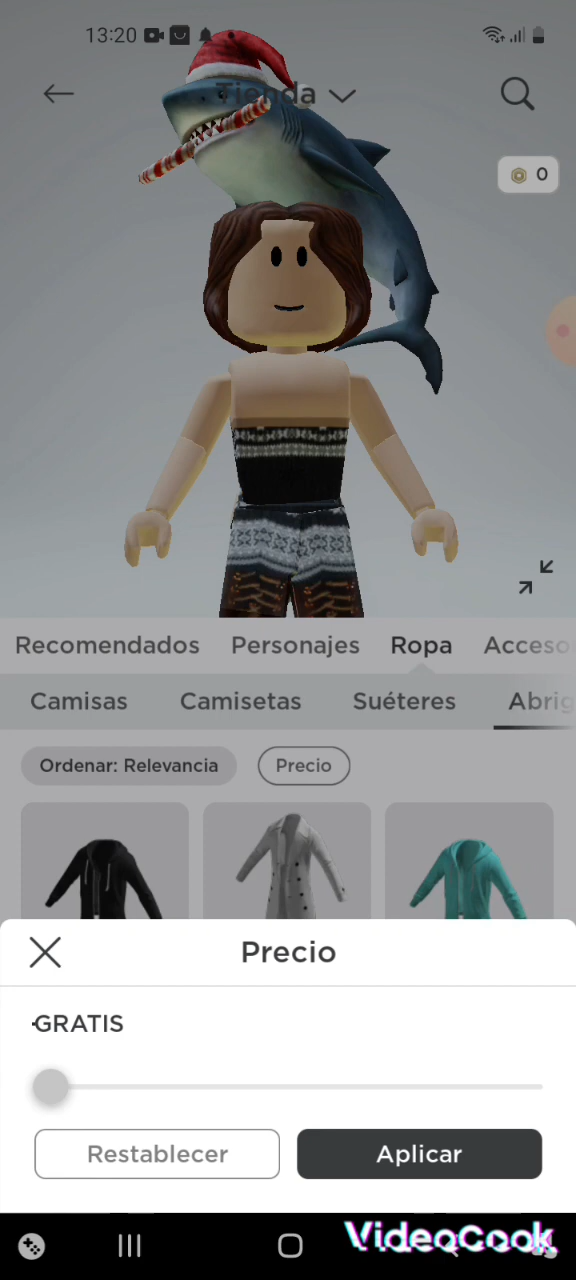 13:20
Tienda
0
Recomendados Personajes Ropa Acceso
Camisas Camisetas Suéteres Abrig
Ordenar: Relevancia Precio
Precio
GRATIS
Restablecer Aplicar
VideoCook